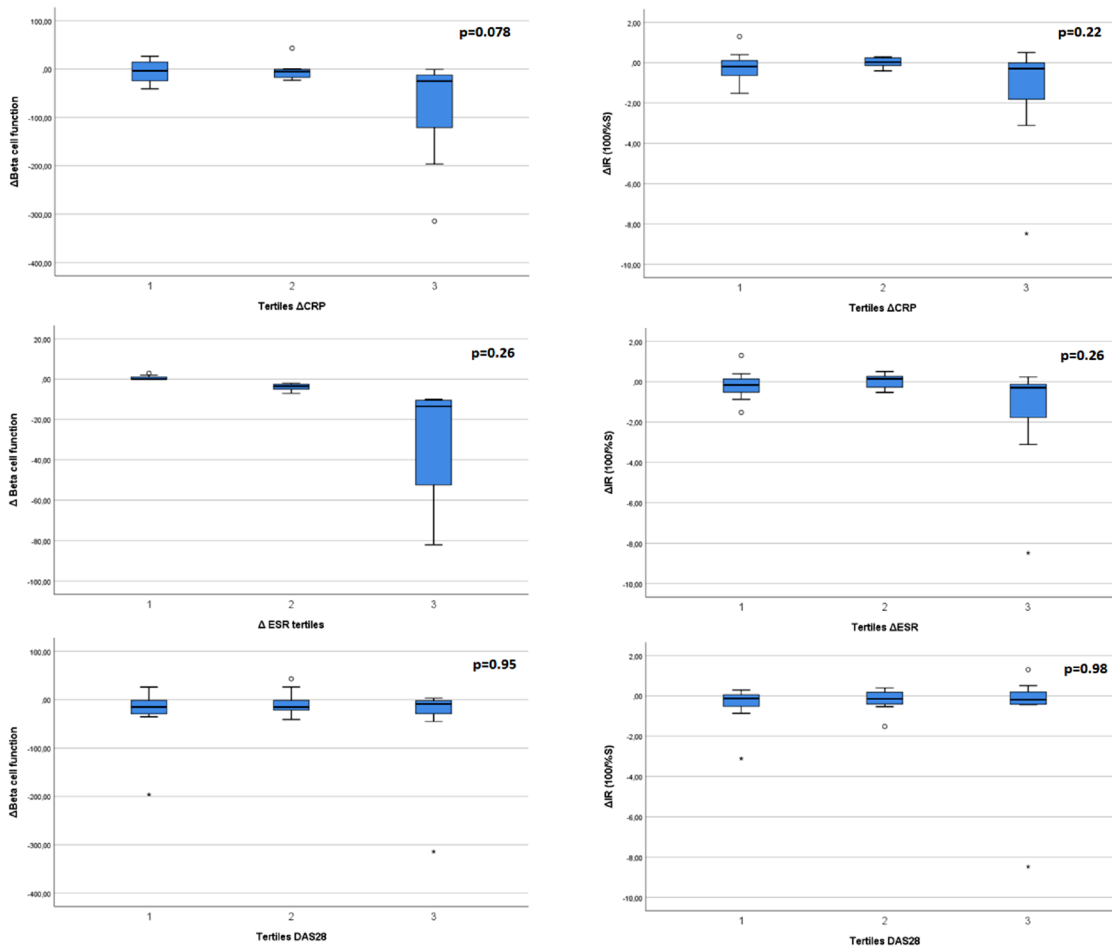 p=0.078
100,00
,00
-100,00
-200,00
-300,00
-400,00
ΔBeta cell function
1 2 3
Tertiles ΔCRP
p=0.22
2,00
,00
-2,00
-4,00
-6,00
-8,00
-10,00
ΔIR (100/%S)
1 2 3
Tertiles ΔCRP
p=0.26
20,00
,00
-20,00
-40,00
-60,00
-80,00
-100,00
Δ Beta cell function
1 2 3
Δ ESR tertiles
p=0.26
2,00
,00
-2,00
-4,00
-6,00
-8,00
-10,00
ΔIR (100/%S)
1 2 3
Tertiles ΔESR
p=0.95
100,00
,00
-100,00
-200,00
-300,00
-400,00
ΔBeta cell function
1 2 3
Tertiles DAS28
p=0.98
2,00
,00
-2,00
-4,00
-6,00
-8,00
-10,00
ΔIR (100/%S)
1 2 3
Tertiles DAS28